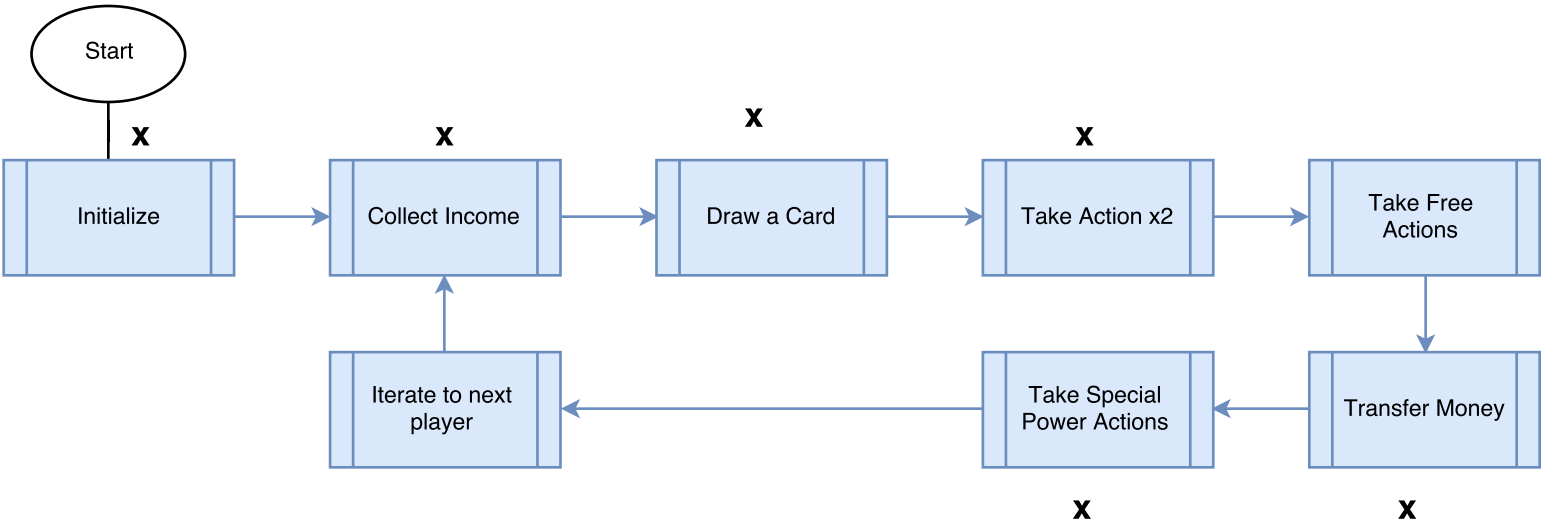 Start
x
x
x
x
Initialize
Collect Income
Draw a Card
Take Action x2
Take Free
Actions
Iterate to next
player
Take Special
Power Actions
Transfer Money
x
x